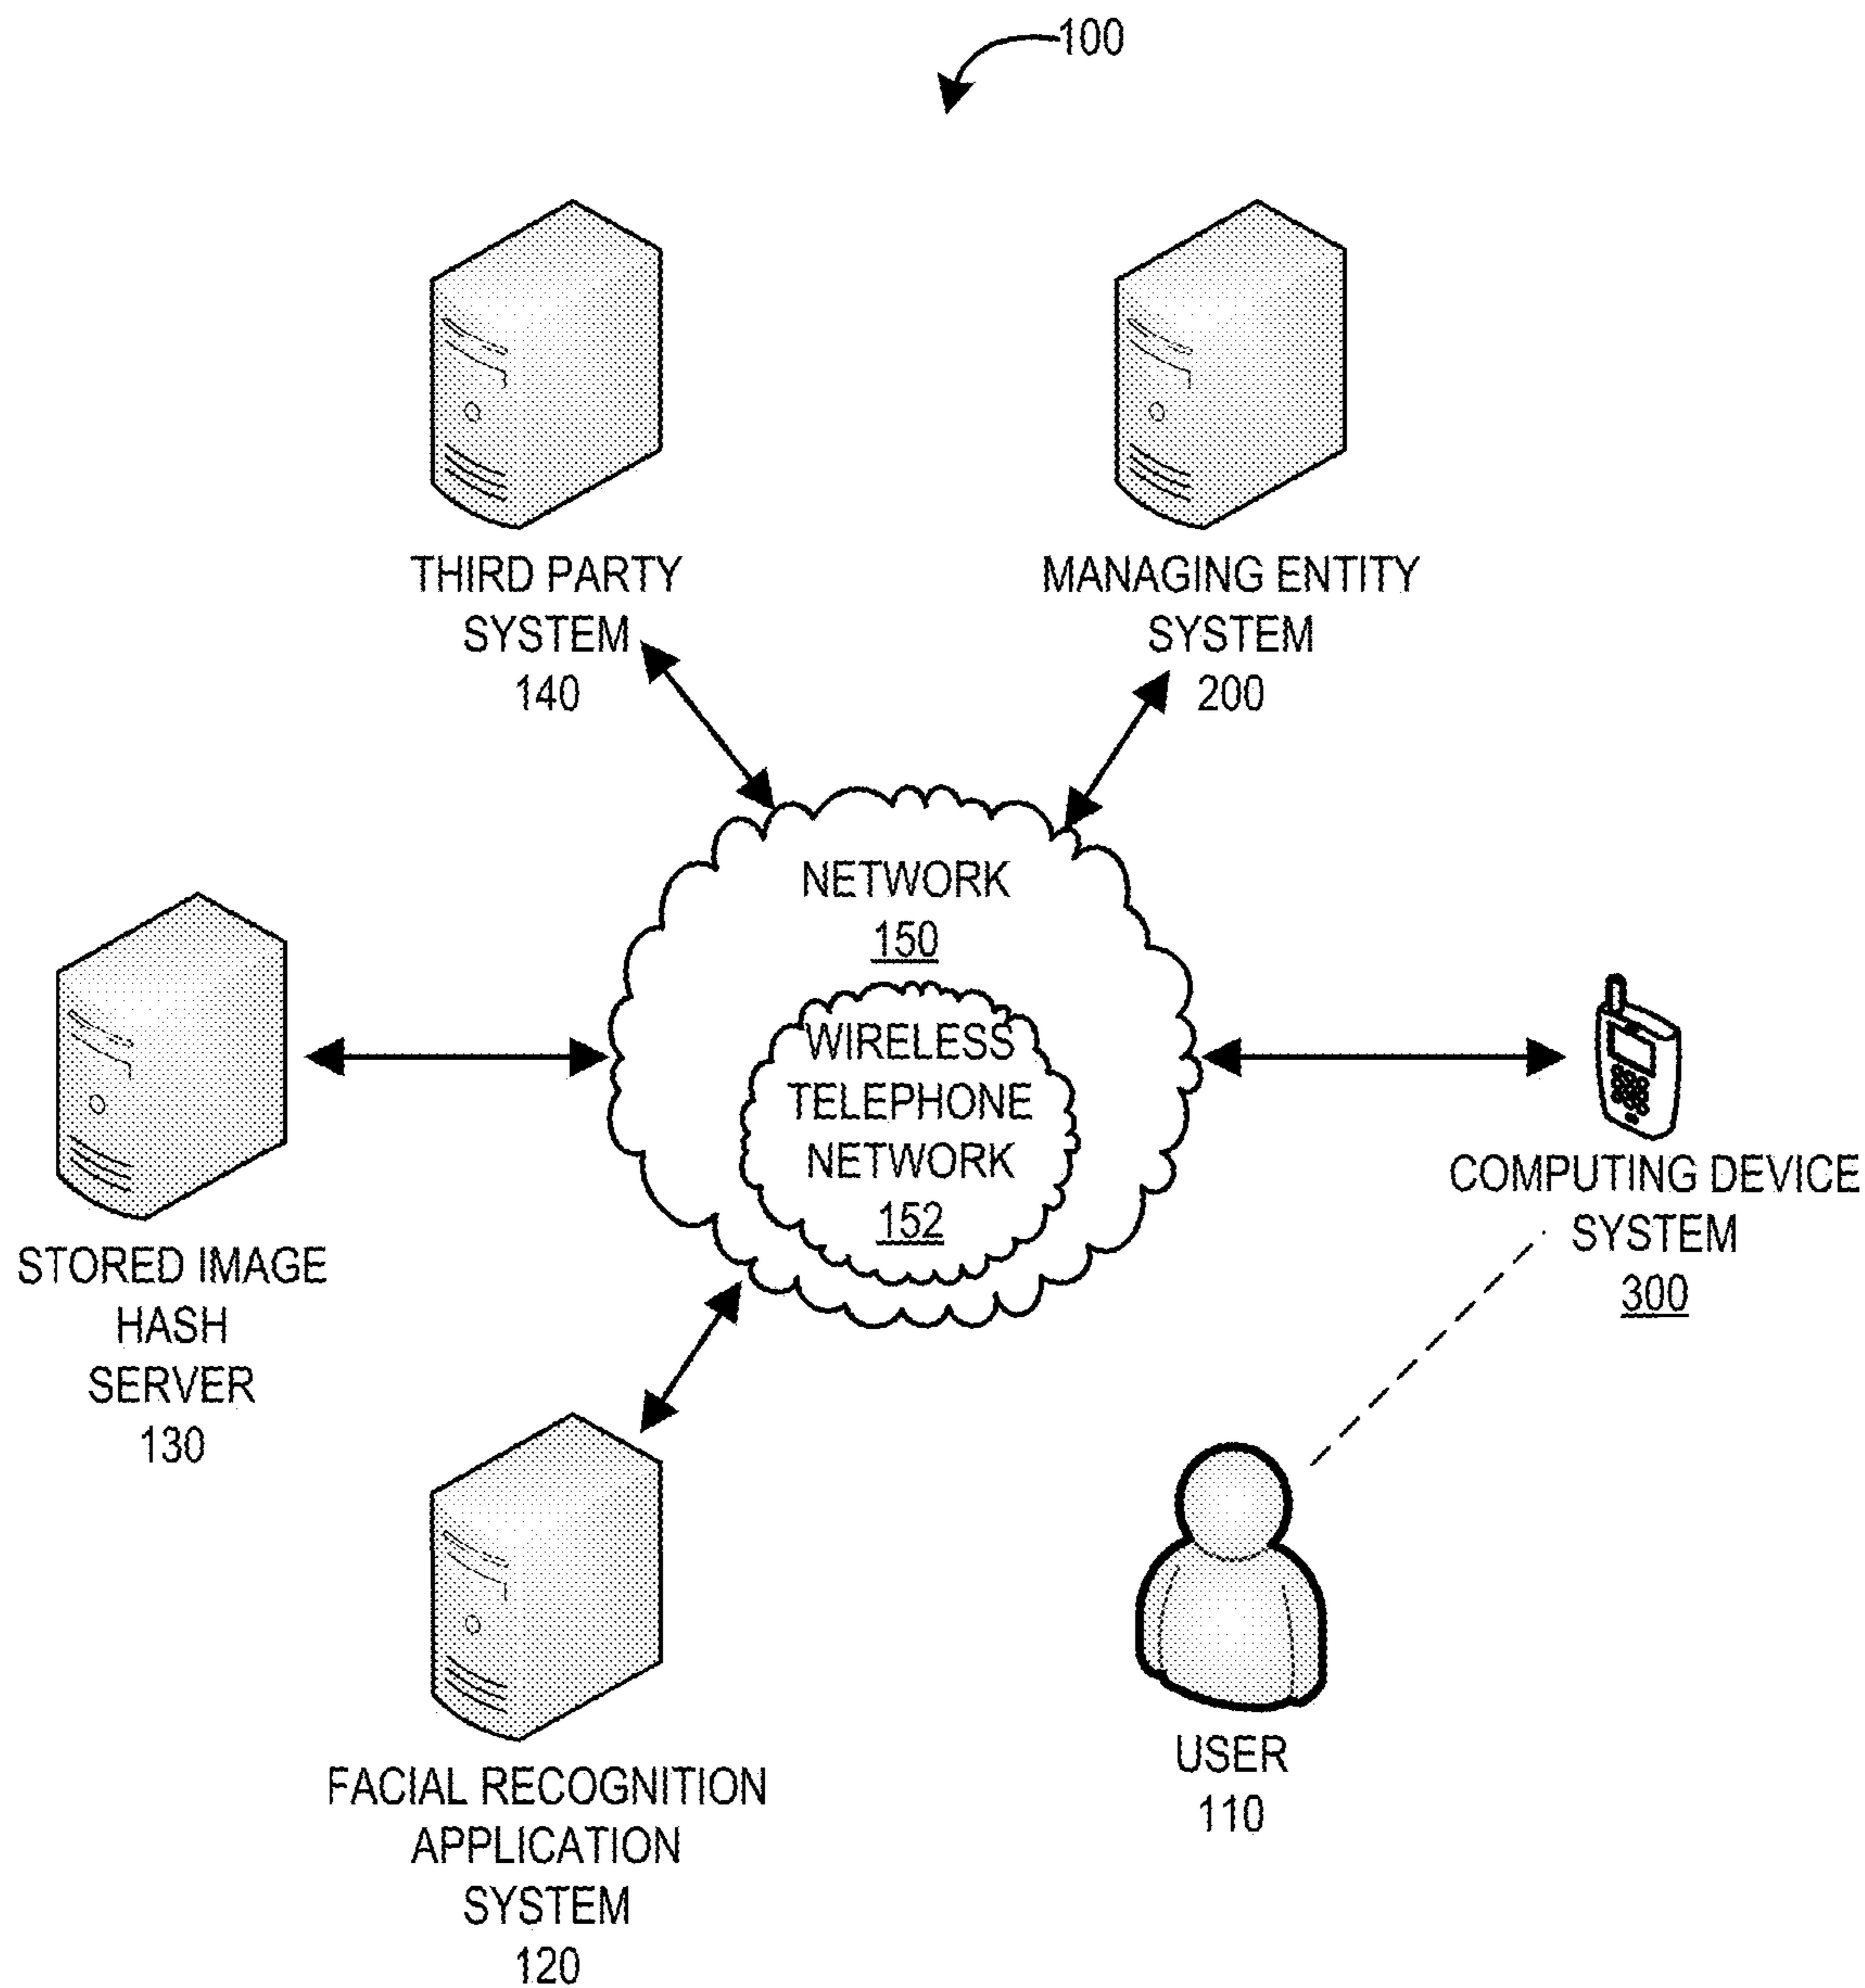 100
THIRD PARTY
SYSTEM
140
MANAGING ENTITY
SYSTEM
200
NETWORK
150
WIRELESS
TELEPHONE
NETWORK
152
COMPUTING DEVICE
SYSTEM
300
STORED IMAGE
HASH
SERVER
130
FACIAL RECOGNITION
APPLICATION
SYSTEM
120
USER
110